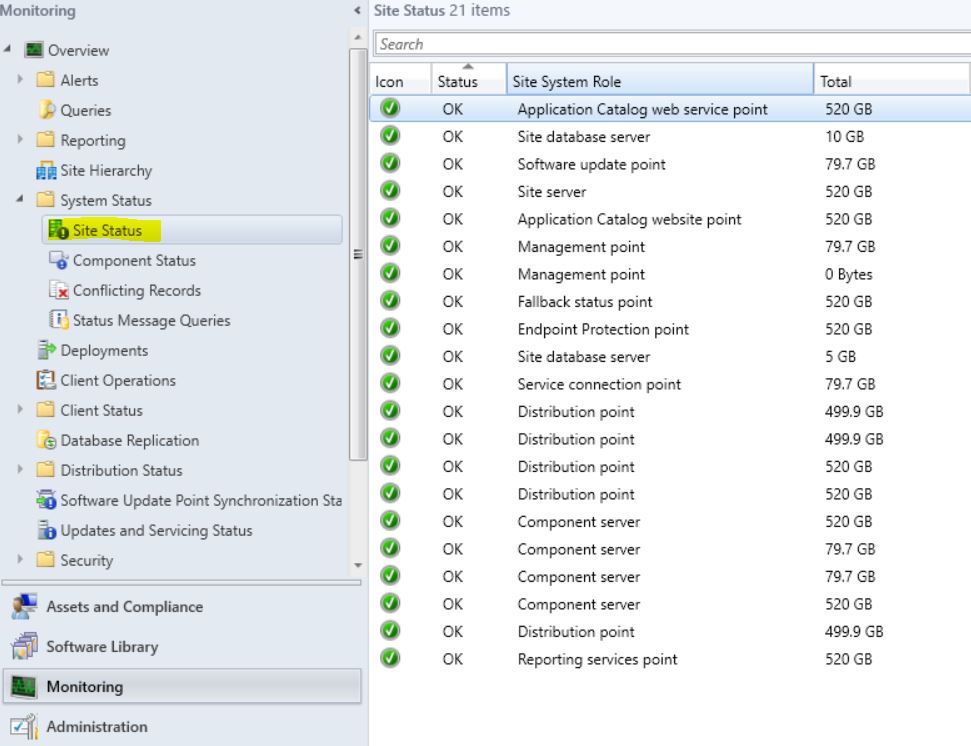 Monitoring
Overview
Alerts
Queries
Reporting
Site Hierarchy
System Status
Site Status
Component Status
Conflicting Records
Status Message Queries
Deployments
Client Operations
Client Status
Database Replication
Distribution Status
Software Update Point Synchronization Sta
Updates and Servicing Status
Security
Assets and Compliance
Software Library
Monitoring
Administration
Site Status 21 items
Search
Icon Status Site System Role Total
OK Application Catalog web service point 520 GB
OK Site database server 10 GB
OK Software update point 79.7 GB
OK Site server 520 GB
OK Application Catalog website point 520 GB
OK Management point 79.7 GB
OK Management point 0 Bytes
OK Fallback status point 520 GB
OK Endpoint Protection point 520 GB
OK Site database server 5 GB
OK Service connection point 79.7 GB
OK Distribution point 499.9 GB
OK Distribution point 499.9 GB
OK Distribution point 520 GB
OK Distribution point 520 GB
OK Component server 520 GB
OK Component server 79.7 GB
OK Component server 79.7 GB
OK Component server 520 GB
OK Distribution point 499.9 GB
OK Reporting services point 520 GB